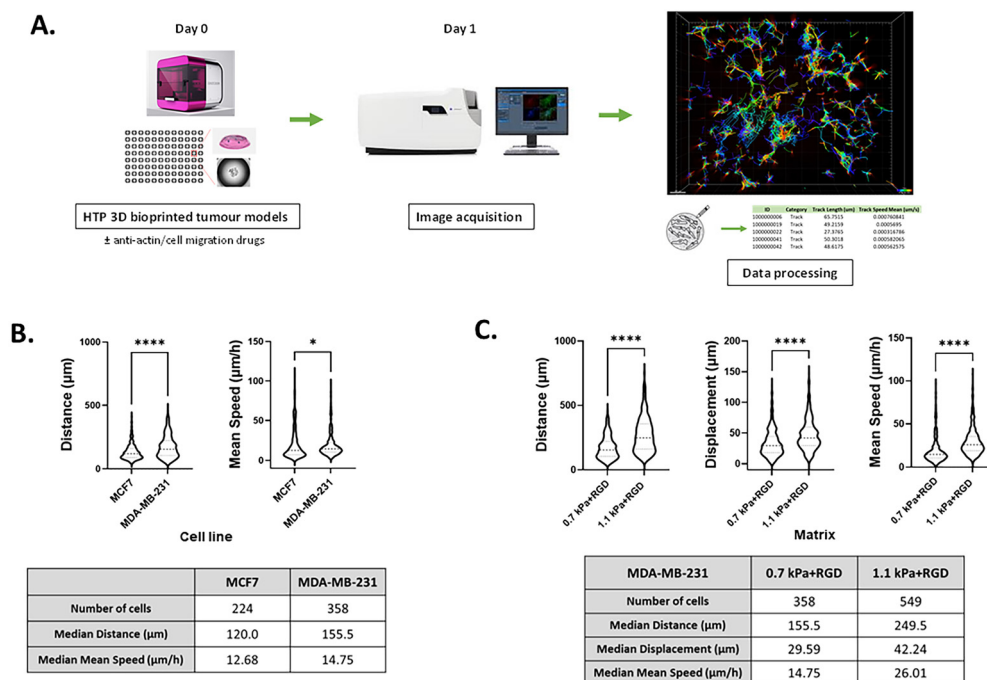 A.
Day 0
Day 1
HTP 3D bioprinted tumour models
± anti-actin/cell migration drugs
Image acquisition
ID Category Track Length (um) Track Speed Mean (um/s)
1000000006 Track 65.7515 0.000760841
1000000019 Track 49.2159 0.0005695
1000000022 Track 27.3765 0.000316786
1000000041 Track 50.3018 0.000582065
1000000042 Track 48.6175 0.000562575
Data processing
B.
Distance (µm)
1000
500
0
****
MCF7
MDA-MB-231
Mean Speed (µm/h)
150
100
50
0
*
MCF7
MDA-MB-231
Cell line
MCF7 MDA-MB-231
Number of cells 224 358
Median Distance (µm) 120.0 155.5
Median Mean Speed (µm/h) 12.68 14.75
C.
Distance (µm)
1000
500
0
****
0.7 kPa+RGD
1.1 kPa+RGD
Displacement (µm)
200
150
100
50
0
****
0.7 kPa+RGD
1.1 kPa+RGD
Mean Speed (µm/h)
150
100
50
0
****
0.7 kPa+RGD
1.1 kPa+RGD
Matrix
MDA-MB-231 0.7 kPa+RGD 1.1 kPa+RGD
Number of cells 358 549
Median Distance (µm) 155.5 249.5
Median Displacement (µm) 29.59 42.24
Median Mean Speed (µm/h) 14.75 26.01